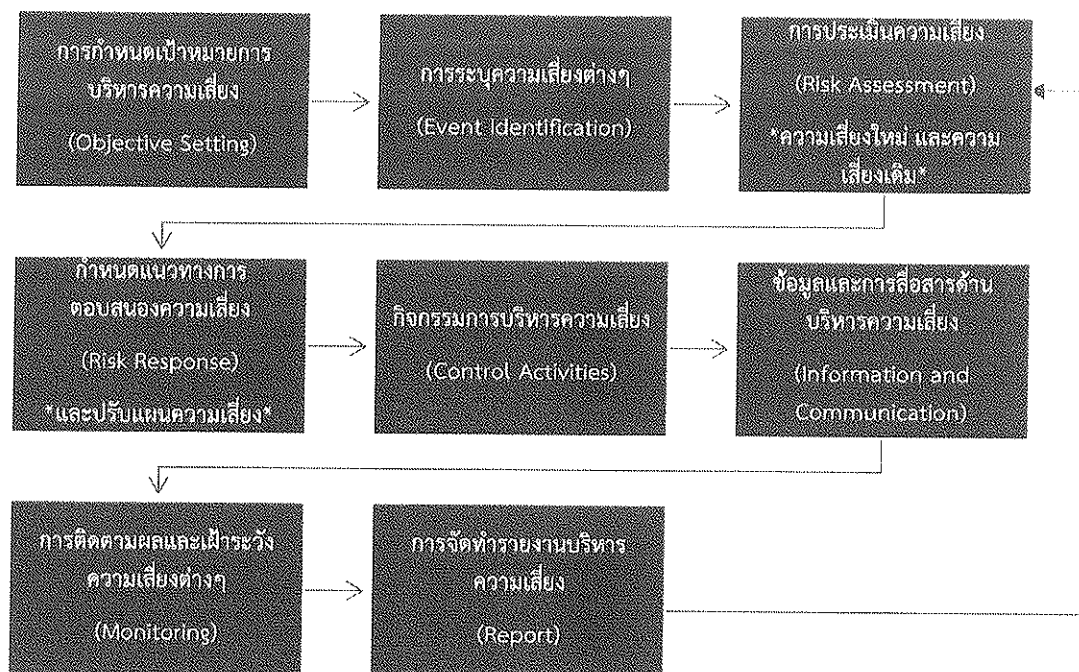 การกำหนดเป้าหมายการ
บริหารความเสี่ยง
(Objective Setting)
การระบุความเสี่ยงต่างๆ
(Event Identification)
การประเมินความเสี่ยง
(Risk Assessment)
*ความเสี่ยงใหม่ และความ
เสี่ยงเดิม*
กำหนดแนวทางการ
ตอบสนองความเสี่ยง
(Risk Response)
*และปรับแผนความเสี่ยง*
กิจกรรมการบริหารความเสี่ยง
(Control Activities)
ข้อมูลและการสื่อสารด้าน
บริหารความเสี่ยง
(Information and
Communication)
การติดตามผลและเฝ้าระวัง
ความเสี่ยงต่างๆ
(Monitoring)
การจัดทำรายงานบริหาร
ความเสี่ยง
(Report)